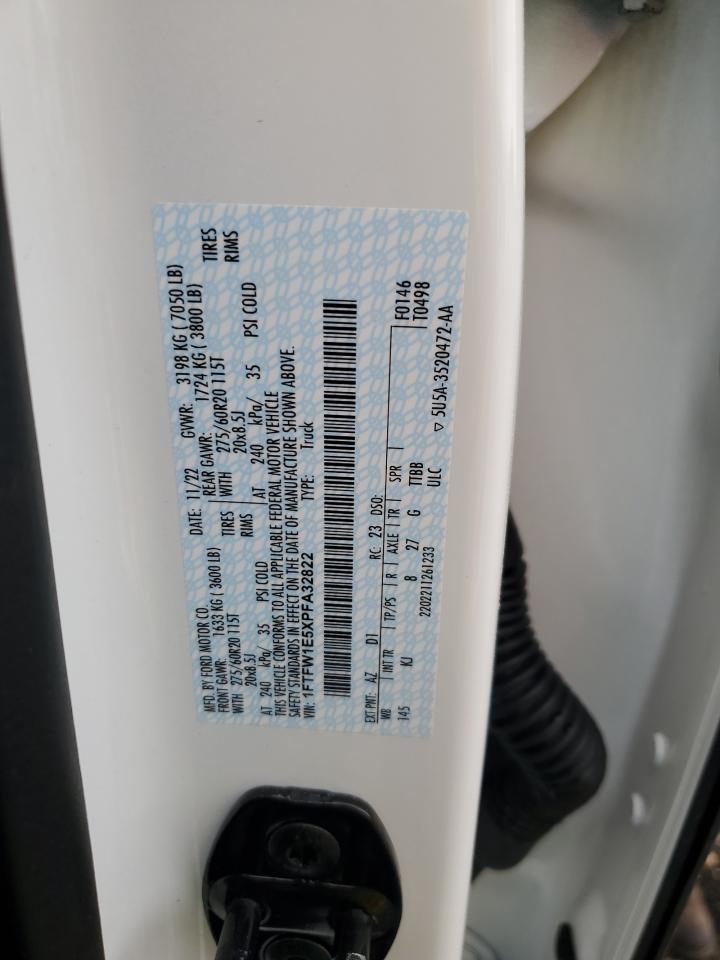 MFD. BY FORD MOTOR CO. DATE: 11/22 GVWR: 3198 KG ( 7050 LB)
FRONT GAWR: 1633 KG ( 3600 LB) REAR GAWR: 1724 KG ( 3800 LB)
WITH 275/60R20 115T TIRES WITH 275/60R20 115T TIRES
20x8.5J RIMS 20x8.5J RIMS
AT 240 kPa/ 35 PSI COLD AT 240 kPa/ 35 PSI COLD
THIS VEHICLE CONFORMS TO ALL APPLICABLE FEDERAL MOTOR VEHICLE
SAFETY STANDARDS IN EFFECT ON THE DATE OF MANUFACTURE SHOWN ABOVE.
VIN: 1FTFW1E5XPFA32822 TYPE: Truck
EXT PNT: AZ D1 RC: 23 DSO: F0146
WB INT TR TP/PS R AXLE TR SPR T0498
145 KJ 8 27 G TTBB
2202211261233 ULC ▽ 5U5A-3520472-AA